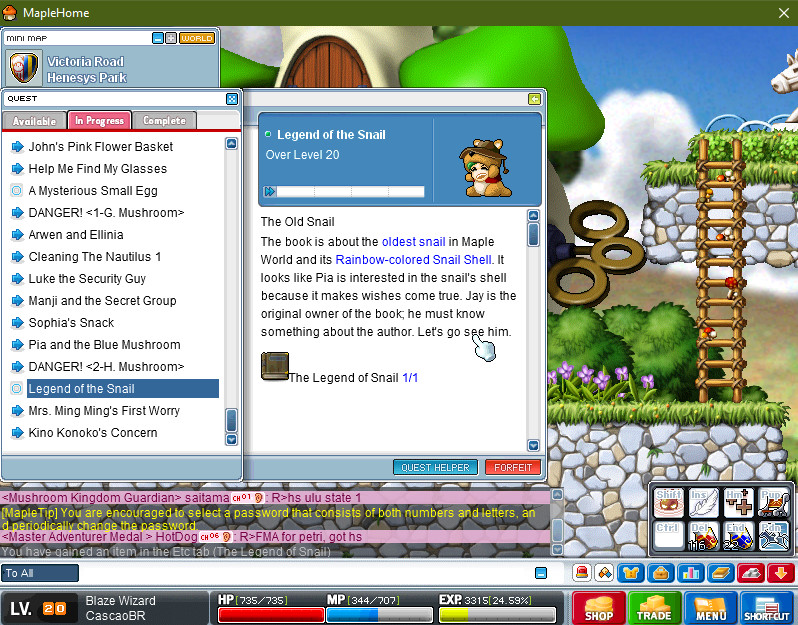 MapleHome
MINI MAP
WORLD
Victoria Road
Henesys Park
QUEST
Available
In Progress
Complete
John's Pink Flower Basket
Help Me Find My Glasses
A Mysterious Small Egg
DANGER! <1-G. Mushroom>
Arwen and Ellinia
Cleaning The Nautilus 1
Luke the Security Guy
Manji and the Secret Group
Sophia's Snack
Pia and the Blue Mushroom
DANGER! <2-H. Mushroom>
Legend of the Snail
Mrs. Ming Ming's First Worry
Kino Konoko's Concern
Legend of the Snail
Over Level 20
The Old Snail
The book is about the oldest snail in Maple
World and its Rainbow-colored Snail Shell. It
looks like Pia is interested in the snail's shell
because it makes wishes come true. Jay is the
original owner of the book; he must know
something about the author. Let's go see him.
The Legend of Snail 1/1
QUEST HELPER
FORFEIT
<Mushroom Kingdom Guardian> saitama CH 01 : R>hs ulu state 1
[MapleTip] You are encouraged to select a password that consists of both numbers and letters, an
d periodically change the password.
<Master Adventurer Medal > HotDog CH 06 : R>FMA for petri, got hs
You have gained an item in the Etc tab (The Legend of Snail)
To All
Shift
Ins
Hm
Pup
Ctrl
Del
End
Pdn
116
22
LV. 20
Blaze Wizard
CascaoBR
HP [735/735]
MP [344/707]
EXP. 3315[24.59%]
SHOP
TRADE
MENU
SHORT CUT